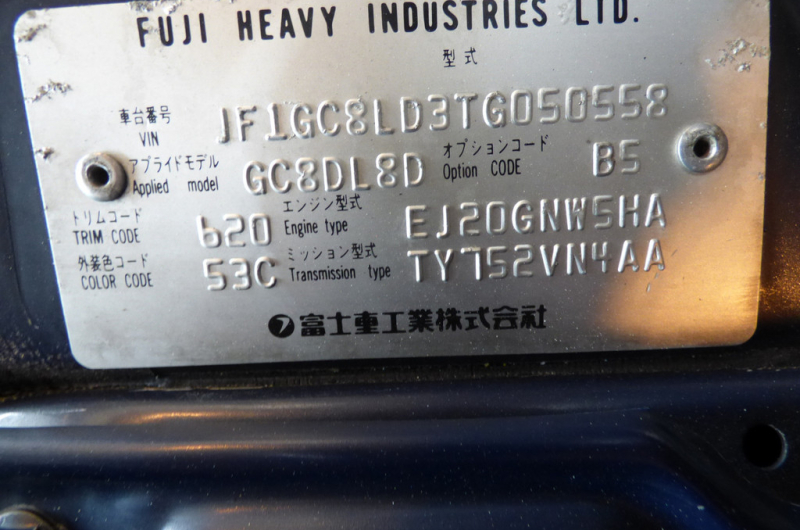 FUJI HEAVY INDUSTRIES LTD.
型式
車台番号
VIN JF1GC8LD3TG050558
アプライドモデル
Applied model GC8DL8D
オプションコード
Option CODE B5
トリムコード
TRIM CODE 620
エンジン型式
Engine type EJ20GNW5HA
外装色コード
COLOR CODE 53C
ミッション型式
Transmission type TY752VN4AA
富士重工業株式会社